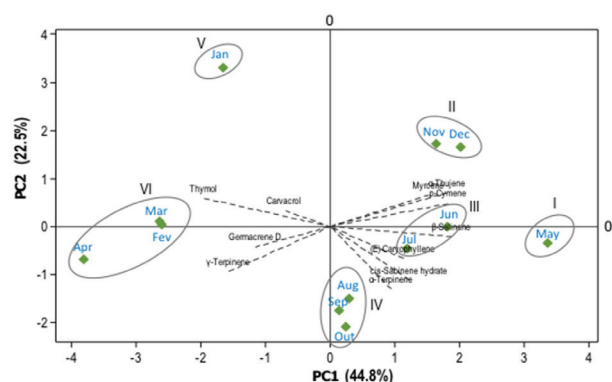 0
4
3
2
1
0
-1
-2
PC2 (22.5%)
V
Jan
II
Nov Dec
Myrcene
α-Thujene
p-Cymene
Thymol
Carvacrol
VI
Mar
Fev
Apr
Germacrene D
γ-Terpinene
Jun
III
I
May
0
Jul
(E)-Caryophyllene
cis-Sabinene hydrate
α-Terpinene
Aug
Sep
Out
IV
-4 -3 -2 -1 0 1 2 3 4
PC1 (44.8%)